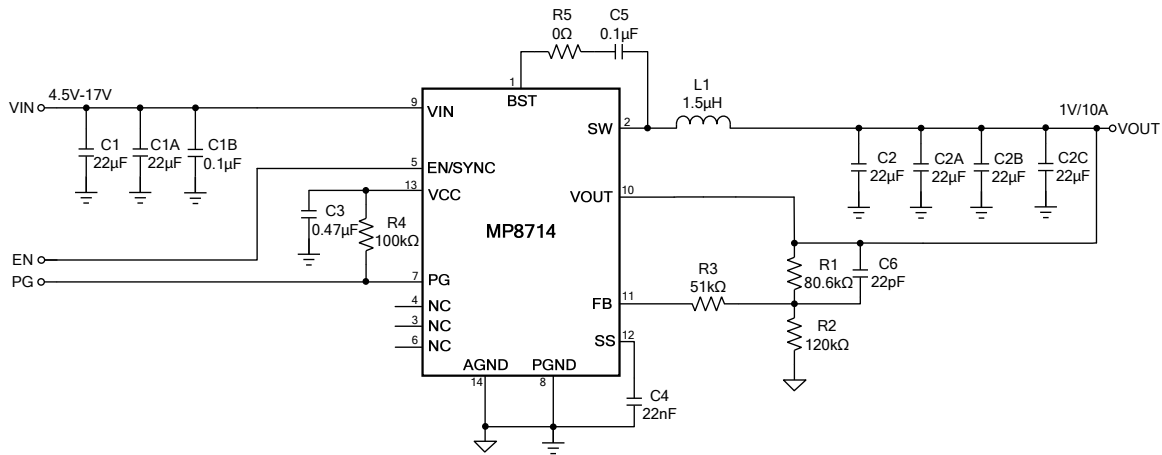 R5
0Ω
C5
0.1μF
1
BST
L1
1.5μH
VIN
4.5V-17V
9
VIN
SW
2
1V/10A
VOUT
C1
22μF
C1A
22μF
C1B
0.1μF
C2
22μF
C2A
22μF
C2B
22μF
C2C
22μF
5
EN/SYNC
13
VCC
VOUT
10
C3
0.47μF
R4
100kΩ
MP8714
EN
PG
7
PG
4
NC
3
NC
6
NC
R3
51kΩ
R1
80.6kΩ
C6
22pF
FB
11
R2
120kΩ
SS
12
AGND
PGND
14
8
C4
22nF